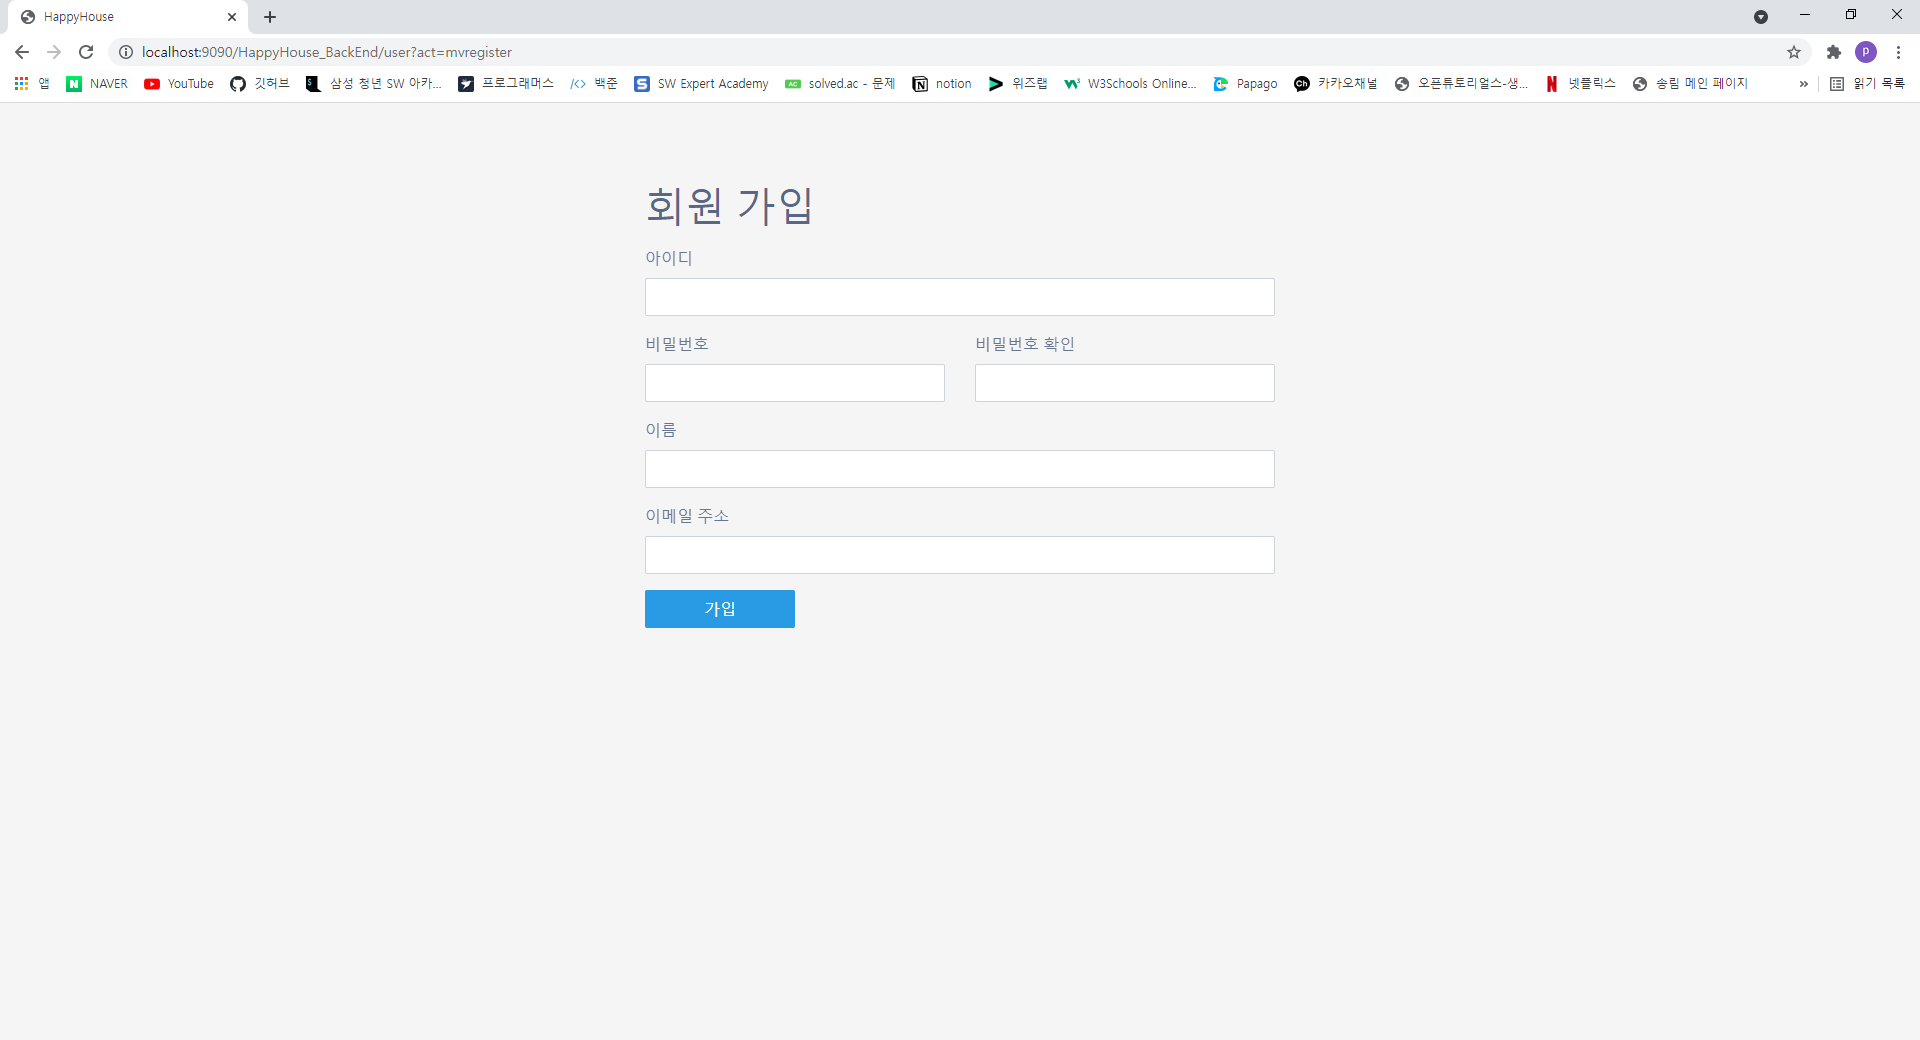 HappyHouse
localhost:9090/HappyHouse_BackEnd/user?act=mvregister
P
앱 NAVER YouTube 깃허브 삼성 청년 SW 아카... 프로그래머스 백준 SW Expert Academy solved.ac - 문제 notion 위즈랩 W3Schools Online... Papago 카카오채널 오픈튜토리얼스-생... 넷플릭스 송림 메인 페이지 » 읽기 목록
회원 가입
아이디
비밀번호 비밀번호 확인
이름
이메일 주소
가입